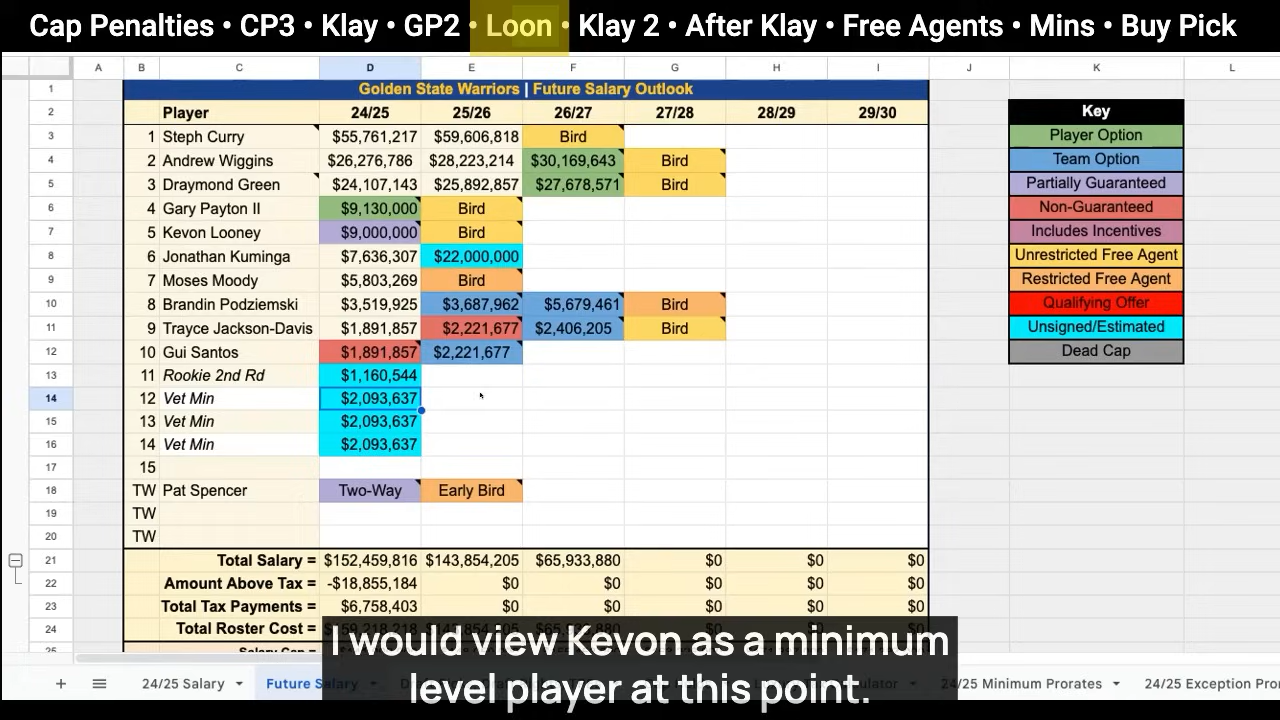 Cap Penalties • CP3 • Klay • GP2 • Loon • Klay 2 • After Klay • Free Agents • Mins • Buy Pick
A B C D E F G H I J K L
1 Golden State Warriors | Future Salary Outlook
2 Player 24/25 25/26 26/27 27/28 28/29 29/30 Key
3 1 Steph Curry $55,761,217 $59,606,818 Bird Player Option
4 2 Andrew Wiggins $26,276,786 $28,223,214 $30,169,643 Bird Team Option
5 3 Draymond Green $24,107,143 $25,892,857 $27,678,571 Bird Partially Guaranteed
6 4 Gary Payton II $9,130,000 Bird Non-Guaranteed
7 5 Kevon Looney $9,000,000 Bird Includes Incentives
8 6 Jonathan Kuminga $7,636,307 $22,000,000 Unrestricted Free Agent
9 7 Moses Moody $5,803,269 Bird Restricted Free Agent
10 8 Brandin Podziemski $3,519,925 $3,687,962 $5,679,461 Bird Qualifying Offer
11 9 Trayce Jackson-Davis $1,891,857 $2,221,677 $2,406,205 Bird Unsigned/Estimated
12 10 Gui Santos $1,891,857 $2,221,677 Dead Cap
13 11 Rookie 2nd Rd $1,160,544
14 12 Vet Min $2,093,637
15 13 Vet Min $2,093,637
16 14 Vet Min $2,093,637
17 15
18 TW Pat Spencer Two-Way Early Bird
19 TW
20 TW
21 Total Salary = $152,459,816 $143,854,205 $65,933,880 $0 $0 $0
22 Amount Above Tax = -$18,855,184 $0 $0 $0 $0 $0
23 Total Tax Payments = $6,758,403 $0 $0 $0 $0 $0
24 Total Roster Cost = $0 $0 $0
I would view Kevon as a minimum
level player at this point.
24/25 Salary Future Salary 24/25 Minimum Prorates 24/25 Exception Pro